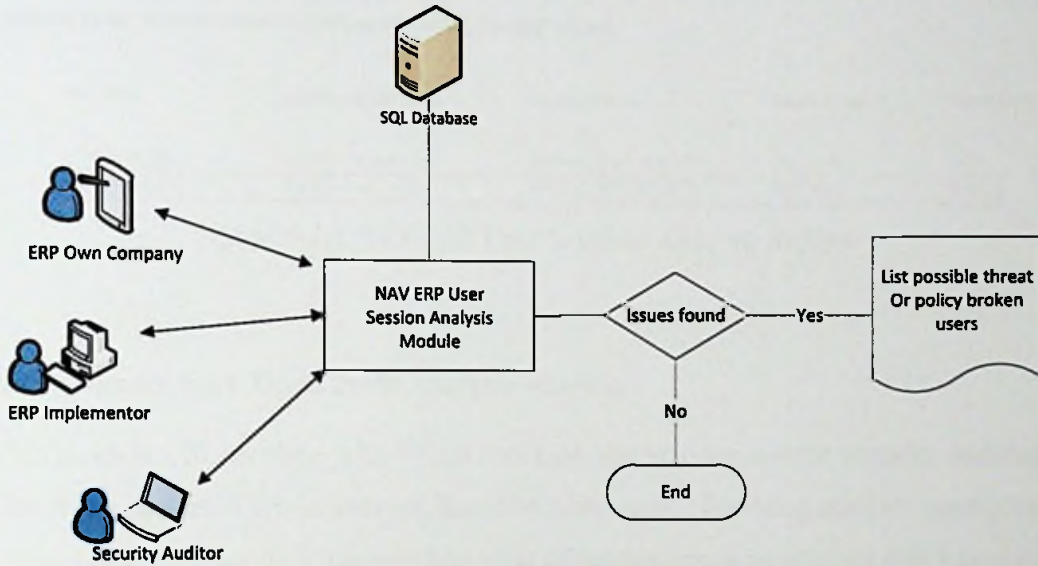 SQL Database
ERP Own Company
NAV ERP User
Session Analysis
Module
Issues found
Yes
List possible threat
Or policy broken
users
ERP Implementor
No
End
Security Auditor